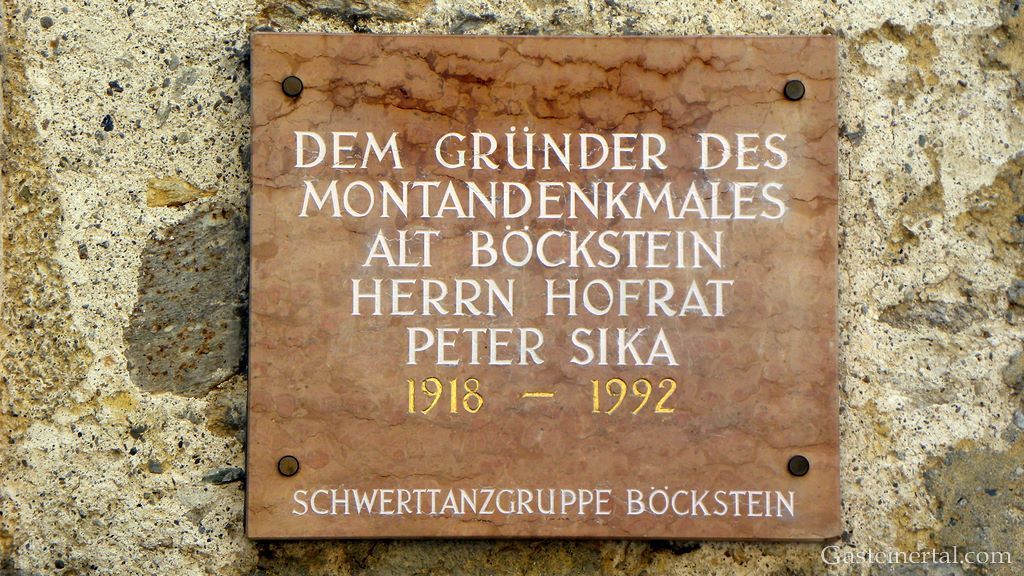 DEM GRÜNDER DES
MONTANDENKMALES
ALT BÖCKSTEIN
HERRN HOFRAT
PETER SIKA
1918 – 1992
SCHWERTTANZGRUPPE BÖCKSTEIN
Gasteinertal.com